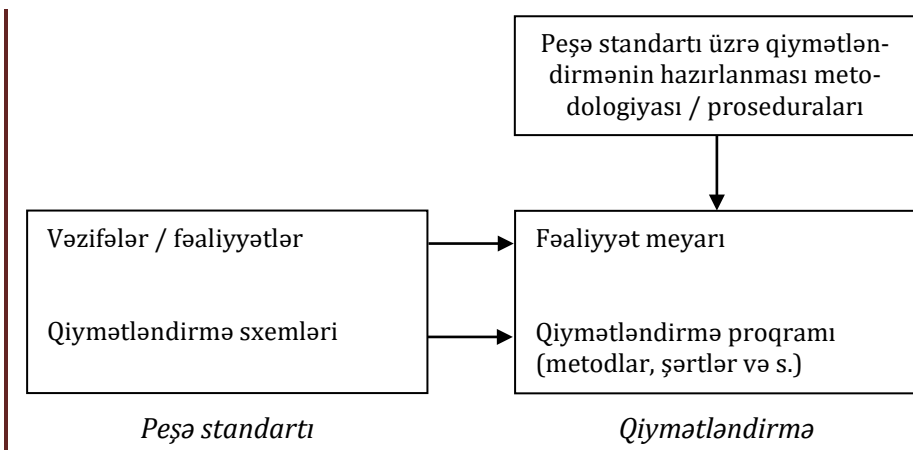 Peşə standartı üzrə qiymətlən-
dirmənin hazırlanması meto-
dologiyası / proseduraları
Vəzifələr / fəaliyyətlər
Fəaliyyət meyarı
Qiymətləndirmə sxemləri
Qiymətləndirmə proqramı
(metodlar, şərtlər və s.)
Peşə standartı
Qiymətləndirmə